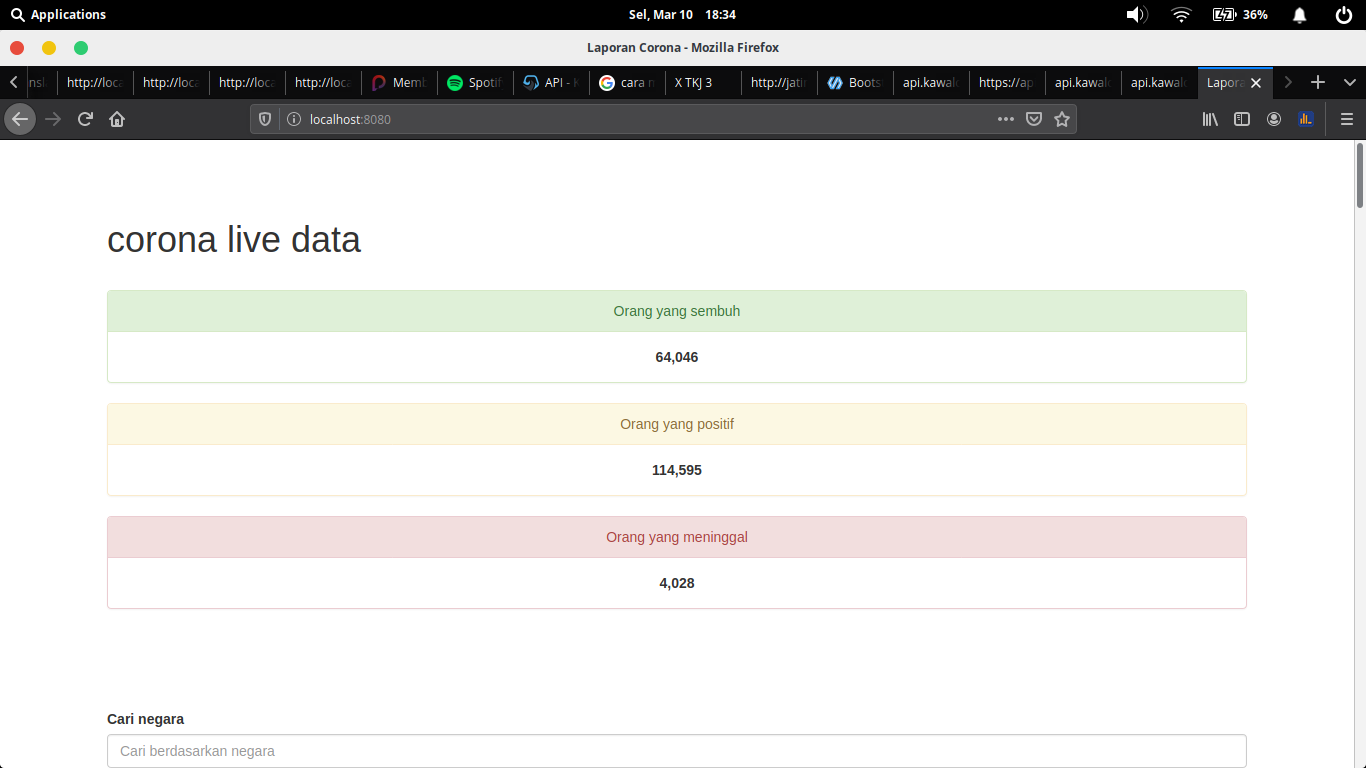 Applications
Sel, Mar 10 18:34
36%
Laporan Corona - Mozilla Firefox
nsl
http://loca
http://loca
http://loca
http://loca
Memb
Spotif
API - K
cara n
X TKJ 3
http://jati
Boots
api.kawal
https://ap
api.kawal
api.kawal
Lapora
localhost:8080
corona live data
Orang yang sembuh
64,046
Orang yang positif
114,595
Orang yang meninggal
4,028
Cari negara
Cari berdasarkan negara